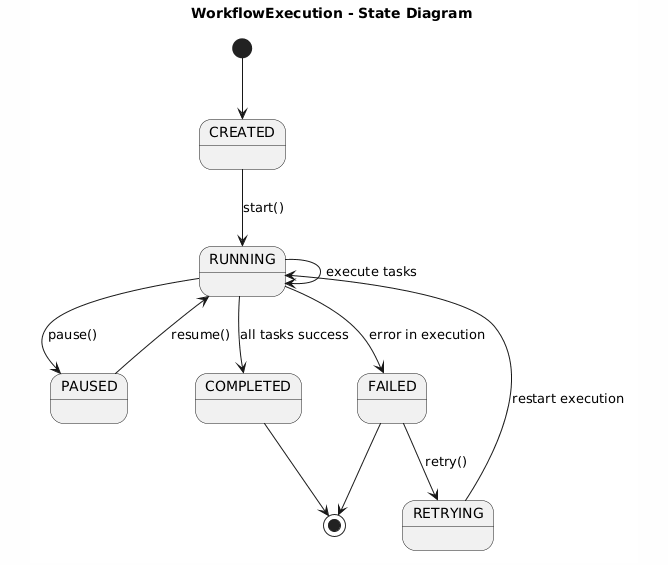 WorkflowExecution - State Diagram
CREATED
start()
RUNNING
execute tasks
pause()
resume()
all tasks success
error in execution
PAUSED
COMPLETED
FAILED
restart execution
retry()
RETRYING